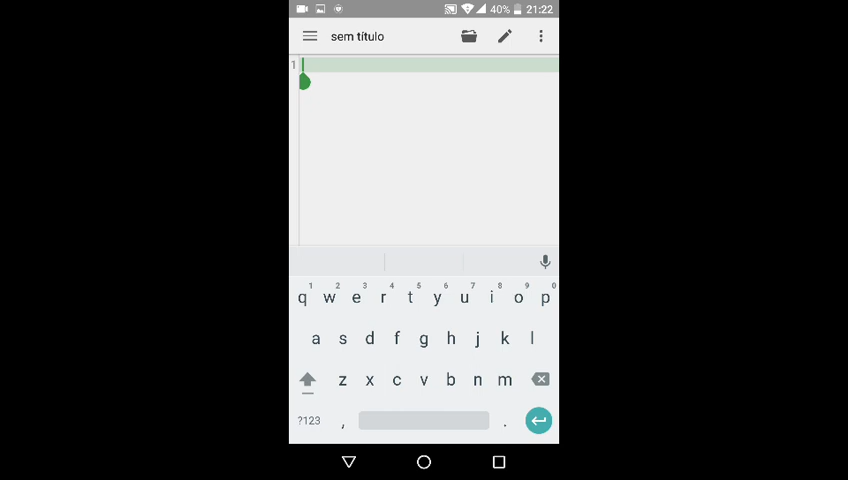 40% 21:22
sem título
1
1 2 3 4 5 6 7 8 9 0
q w e r t y u i o p
a s d f g h j k l
z x c v b n m
?123 , .